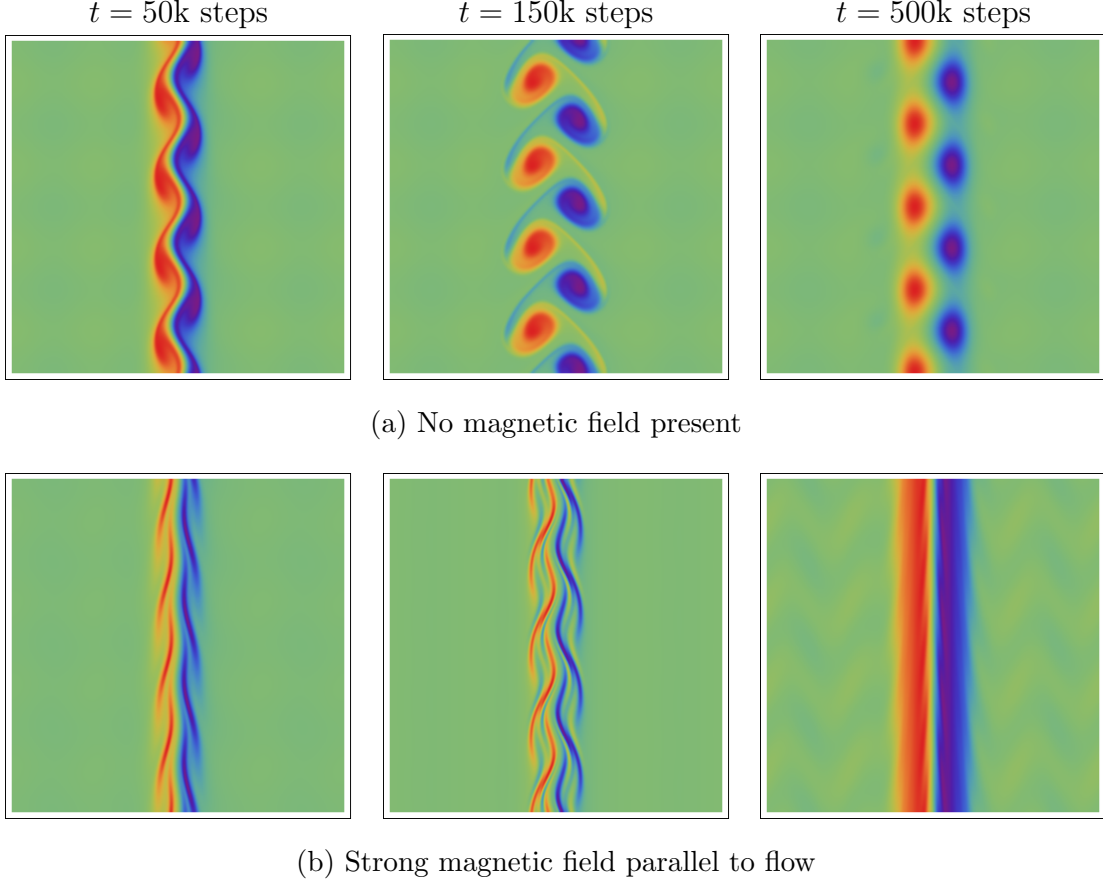 t = 50k steps
t = 150k steps
t = 500k steps
(a) No magnetic field present
(b) Strong magnetic field parallel to flow